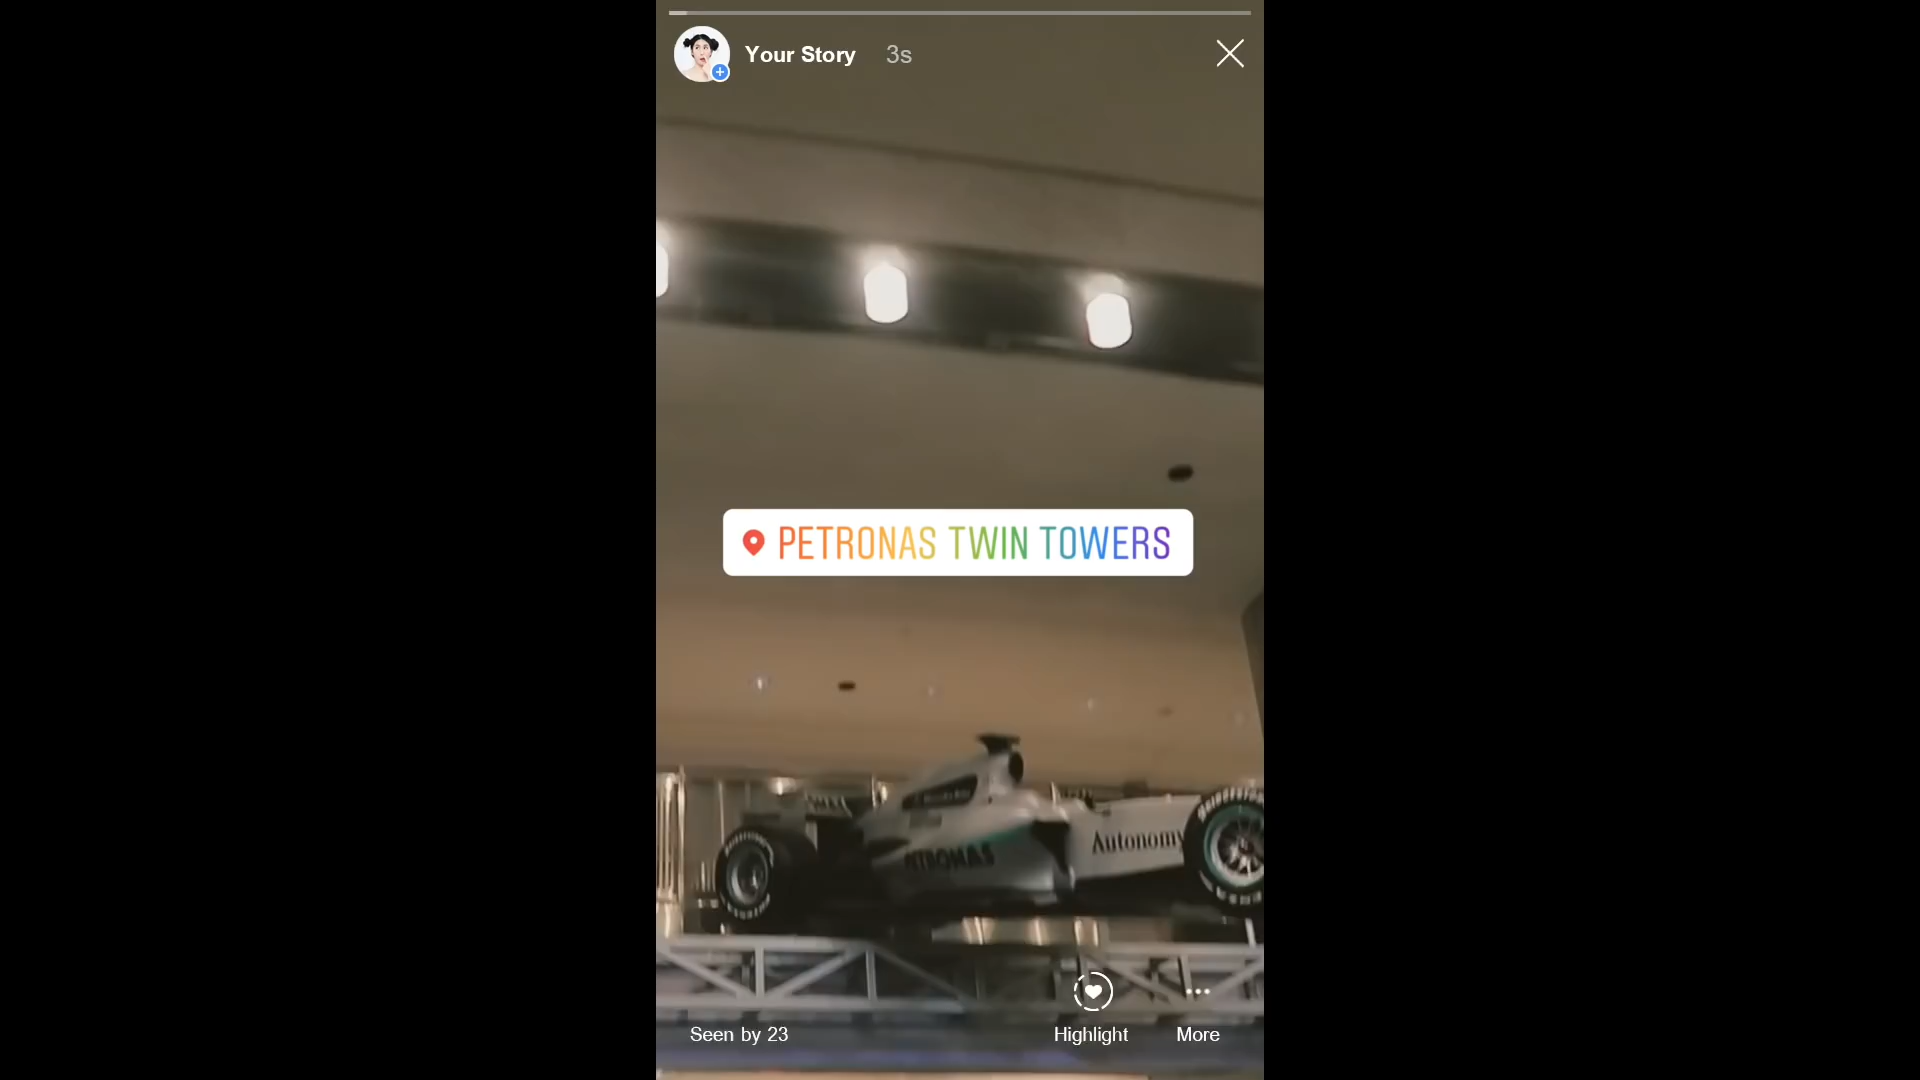 Your Story 3s
PETRONAS TWIN TOWERS
PETRONAS
Autonomy
Seen by 23
Highlight
More